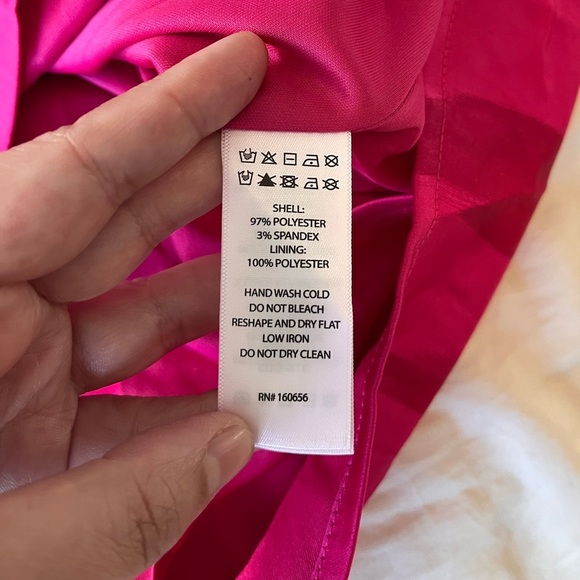 SHELL:
97% POLYESTER
3% SPANDEX
LINING:
100% POLYESTER
HAND WASH COLD
DO NOT BLEACH
RESHAPE AND DRY FLAT
LOW IRON
DO NOT DRY CLEAN
RN# 160656